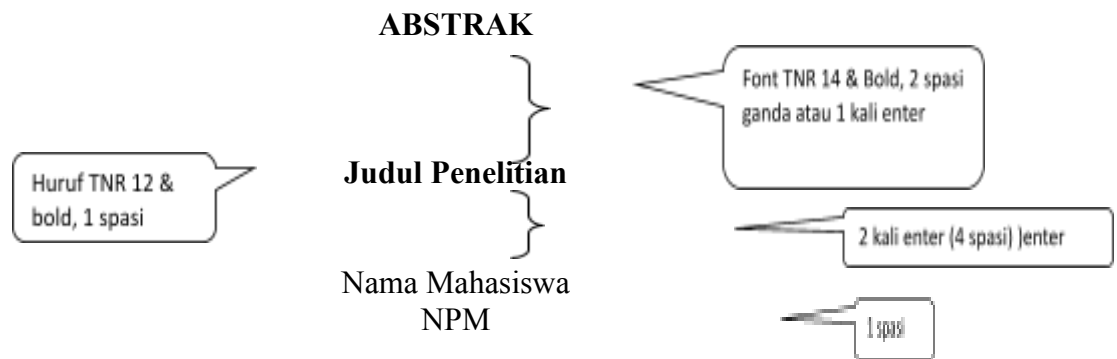 ABSTRAK
Font TNR 14 & Bold, 2 spasi
ganda atau 1 kali enter
Judul Penelitian
Huruf TNR 12 &
bold, 1 spasi
2 kali enter (4 spasi) )enter
Nama Mahasiswa
NPM
1 spasi